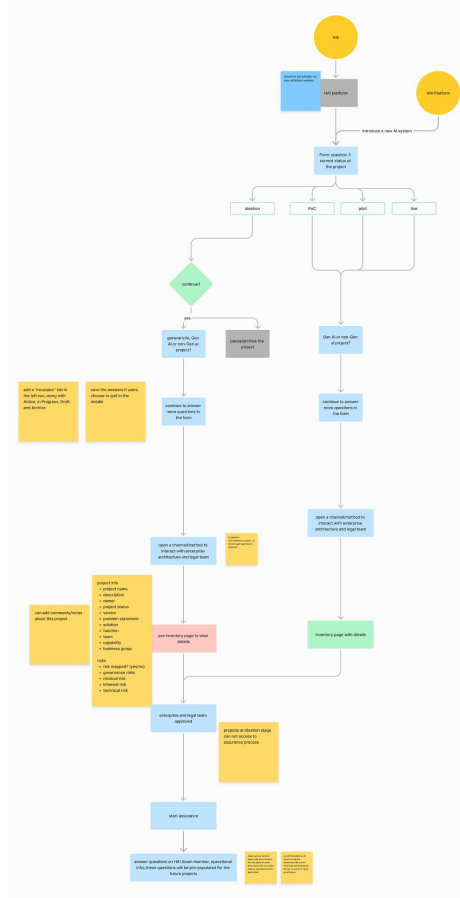 HAI platform
HAI Platform
introduce a new AI system
Form: question 1:
current status of
the project
ideation
PoC
pilot
live
continue?
yes
general info, Gen
AI or non-Gen ai
project?
pause/archive the
project
Gen AI or non-Gen
ai project?
add a "Incubator" tab in
the left nav, along with
Active, in Progress, Draft
and Archive
save the answers if users
choose to quit in the
middle
continue to answer
more questions in
the form
continue to answer
more questions in
the form
open a channel/method to
interact with enterprise
architecture and legal team
open a channel/method to
interact with enterprise
architecture and legal team
project info
• project name
• description
• owner
• project status
• vendor
• problem statement
• solution
• function
• team
• capability
• business group
risks
• risk mapped? (yes/no)
• governance risks
• residual risk
• inherent risk
• technical risk
can add comments/notes
about this project
use inventory page to view
details
inventory page with details
enterprise and legal team
approved
projects at ideation stage
can not access to
assurance process
start assurance
answer questions on HAI (team member, operational
info),these questions will be pre-populated for the
future projects